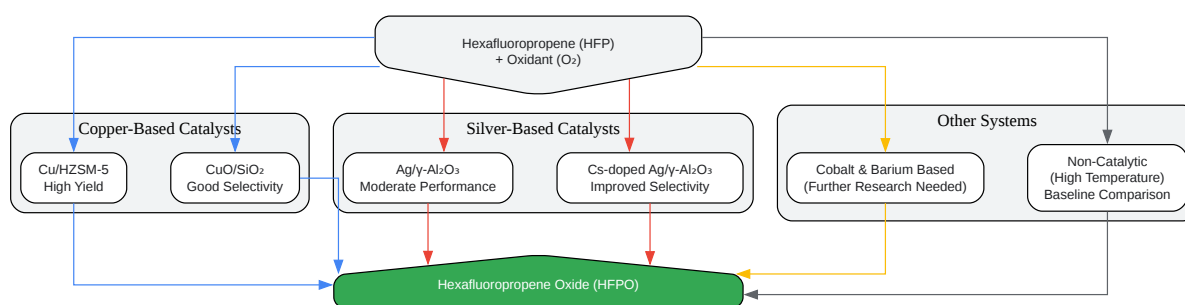 Hexafluoropropene (HFP)
+ Oxidant (O₂)
Copper-Based Catalysts
Silver-Based Catalysts
Other Systems
Cu/HZSM-5
High Yield
CuO/SiO₂
Good Selectivity
Ag/γ-Al₂O₃
Moderate Performance
Cs-doped Ag/γ-Al₂O₃
Improved Selectivity
Cobalt & Barium Based
(Further Research Needed)
Non-Catalytic
(High Temperature)
Baseline Comparison
Hexafluoropropene Oxide (HFPO)